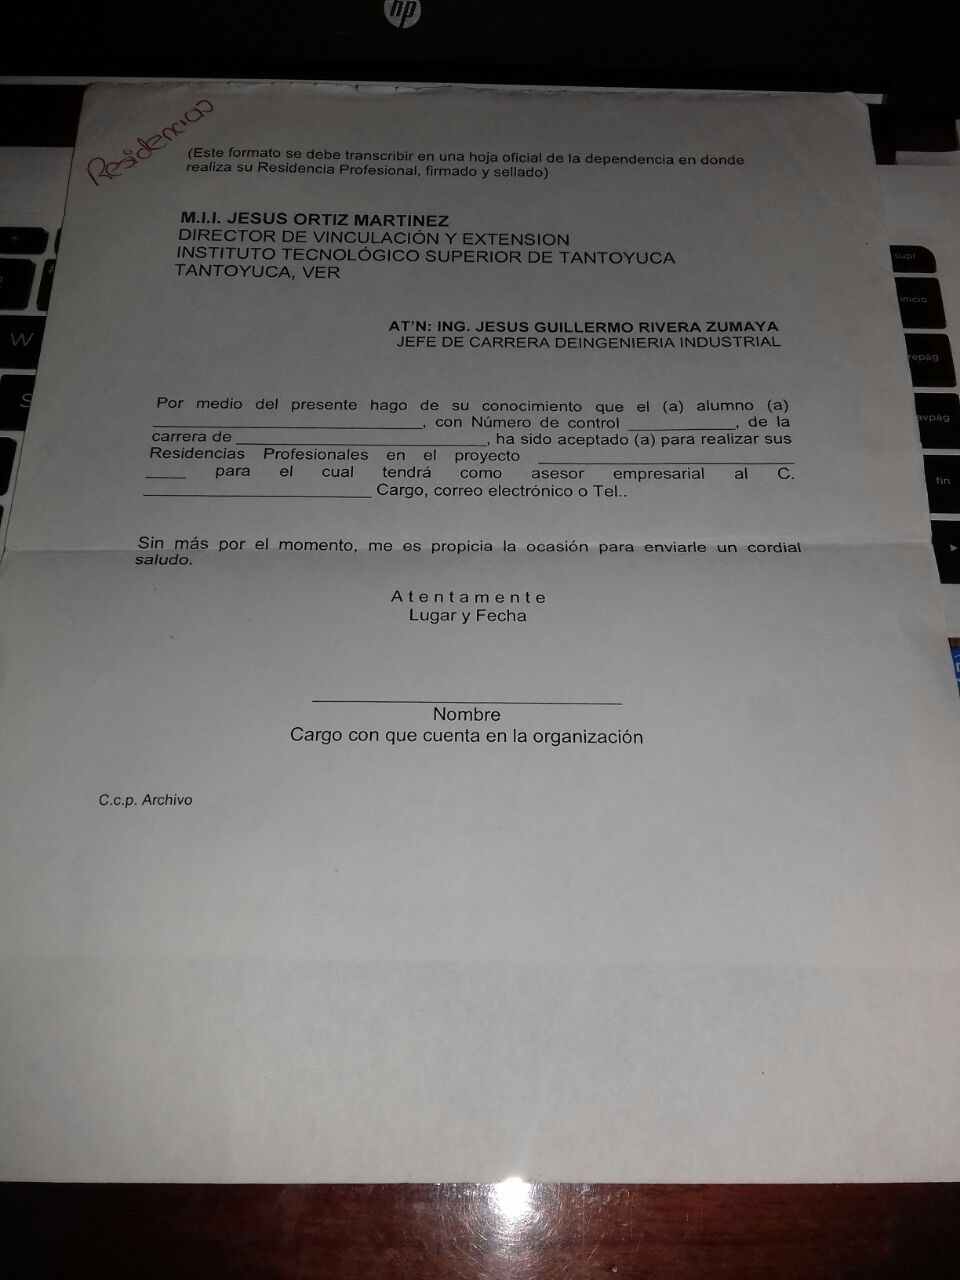 hp
Residencias
(Este formato se debe transcribir en una hoja oficial de la dependencia en donde
realiza su Residencia Profesional, firmado y sellado)
M.I.I. JESUS ORTIZ MARTINEZ
DIRECTOR DE VINCULACIÓN Y EXTENSION
INSTITUTO TECNOLÓGICO SUPERIOR DE TANTOYUCA
TANTOYUCA, VER
AT'N: ING. JESUS GUILLERMO RIVERA ZUMAYA
JEFE DE CARRERA DEINGENIERIA INDUSTRIAL
Por medio del presente hago de su conocimiento que el (a) alumno (a)
____________________________, con Número de control ___________, de la
carrera de __________________________, ha sido aceptado (a) para realizar sus
Residencias Profesionales en el proyecto __________________________
____ para el cual tendrá como asesor empresarial al C.
_______________________ Cargo, correo electrónico o Tel..
Sin más por el momento, me es propicia la ocasión para enviarle un cordial
saludo.
A t e n t a m e n t e
Lugar y Fecha
_______________________________
Nombre
Cargo con que cuenta en la organización
C.c.p. Archivo
W
S
supr
inicio
repág
avpág
fin